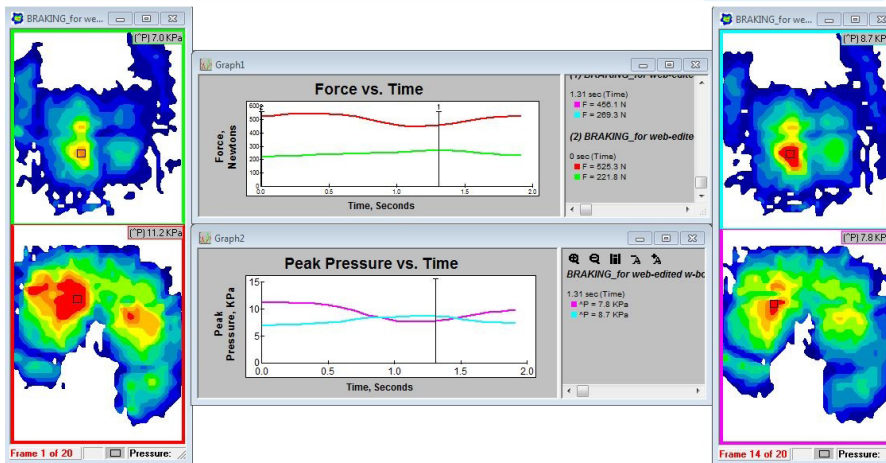 BRAKING_for we...
(^P) 7.0 KPa
(^P) 11.2 KPa
Frame 1 of 20
Pressure:
Graph1
Force vs. Time
Force,
Newtons
600
500
400
300
200
100
0
1
0.0
0.5
1.0
1.5
2.0
Time, Seconds
(1) BRAKING_for web-edite
1.31 sec (Time)
F = 456.1 N
F = 269.3 N
(2) BRAKING_for web-edite
0 sec (Time)
F = 525.3 N
F = 221.8 N
Graph2
Peak Pressure vs. Time
Peak
Pressure, KPa
15
10
5
0
0.0
0.5
1.0
1.5
2.0
Time, Seconds
BRAKING_for web-edited w-bo
1.31 sec (Time)
^P = 7.8 KPa
^P = 8.7 KPa
BRAKING_for we...
(^P) 8.7 KPa
(^P) 7.8 KPa
Frame 14 of 20
Pressure: